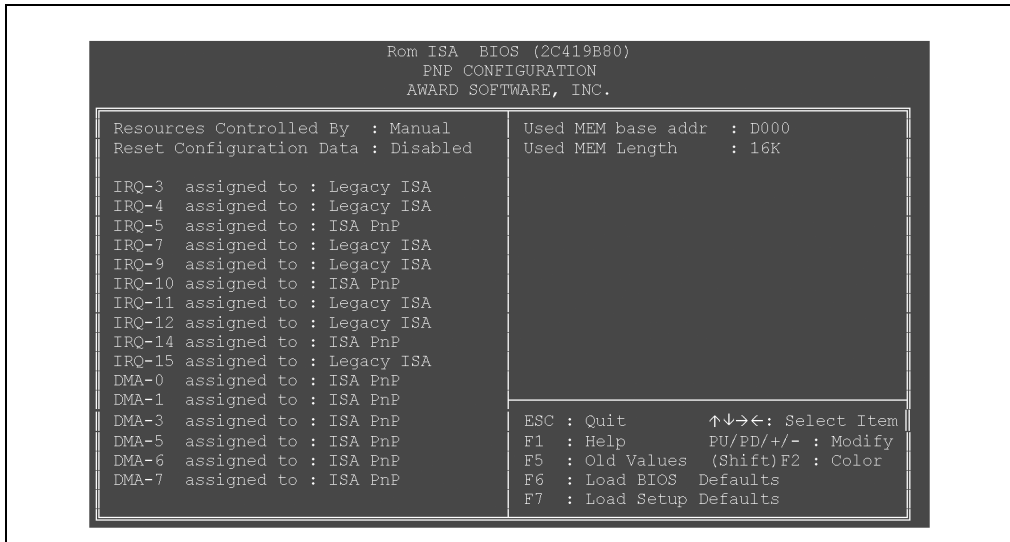 Rom ISA BIOS (2C419B80)
PNP CONFIGURATION
AWARD SOFTWARE, INC.
Resources Controlled By : Manual
Reset Configuration Data : Disabled
IRQ-3 assigned to : Legacy ISA
IRQ-4 assigned to : Legacy ISA
IRQ-5 assigned to : ISA PnP
IRQ-7 assigned to : Legacy ISA
IRQ-9 assigned to : Legacy ISA
IRQ-10 assigned to : ISA PnP
IRQ-11 assigned to : Legacy ISA
IRQ-12 assigned to : Legacy ISA
IRQ-14 assigned to : ISA PnP
IRQ-15 assigned to : Legacy ISA
DMA-0 assigned to : ISA PnP
DMA-1 assigned to : ISA PnP
DMA-3 assigned to : ISA PnP
DMA-5 assigned to : ISA PnP
DMA-6 assigned to : ISA PnP
DMA-7 assigned to : ISA PnP
Used MEM base addr : D000
Used MEM Length : 16K
ESC : Quit ↑↓→←: Select Item
F1 : Help PU/PD/+/- : Modify
F5 : Old Values (Shift)F2 : Color
F6 : Load BIOS Defaults
F7 : Load Setup Defaults